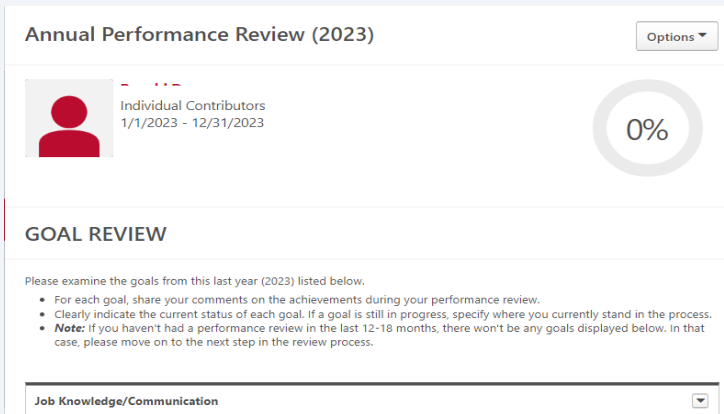 Annual Performance Review (2023)
Options
Individual Contributors
1/1/2023 - 12/31/2023
0%
GOAL REVIEW
Please examine the goals from this last year (2023) listed below.
• For each goal, share your comments on the achievements during your performance review.
• Clearly indicate the current status of each goal. If a goal is still in progress, specify where you currently stand in the process.
• Note: If you haven't had a performance review in the last 12-18 months, there won't be any goals displayed below. In that
case, please move on to the next step in the review process.
Job Knowledge/Communication